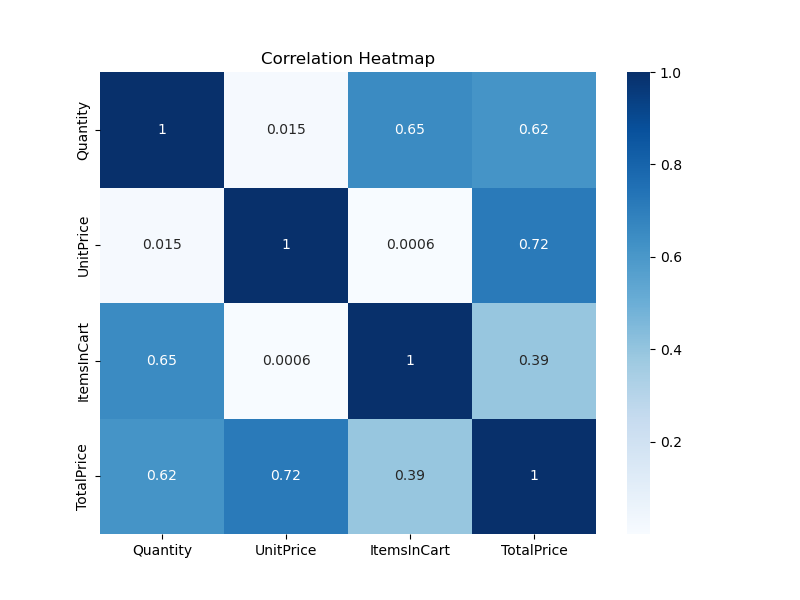 Correlation Heatmap
Quantity 1 0.015 0.65 0.62
UnitPrice 0.015 1 0.0006 0.72
ItemsInCart 0.65 0.0006 1 0.39
TotalPrice 0.62 0.72 0.39 1
Quantity UnitPrice ItemsInCart TotalPrice
1.0
0.8
0.6
0.4
0.2